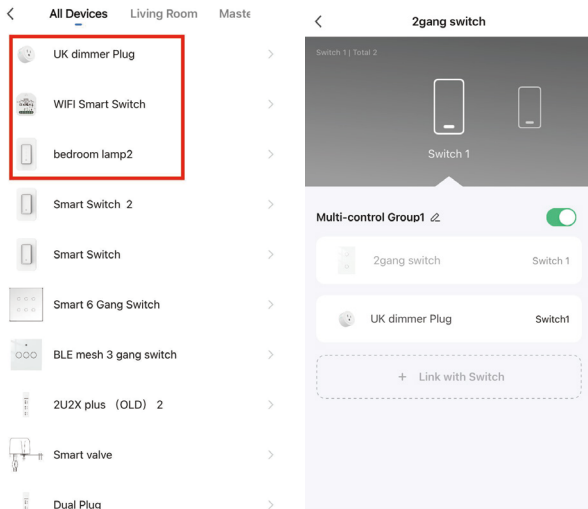 All Devices Living Room Maste
UK dimmer Plug
WIFI Smart Switch
bedroom lamp2
Smart Switch 2
Smart Switch
Smart 6 Gang Switch
BLE mesh 3 gang switch
2U2X plus （OLD） 2
Smart valve
Dual Plug
2gang switch
Switch 1 | Total 2
Switch 1
Multi-control Group1
2gang switch Switch 1
UK dimmer Plug Switch1
+ Link with Switch